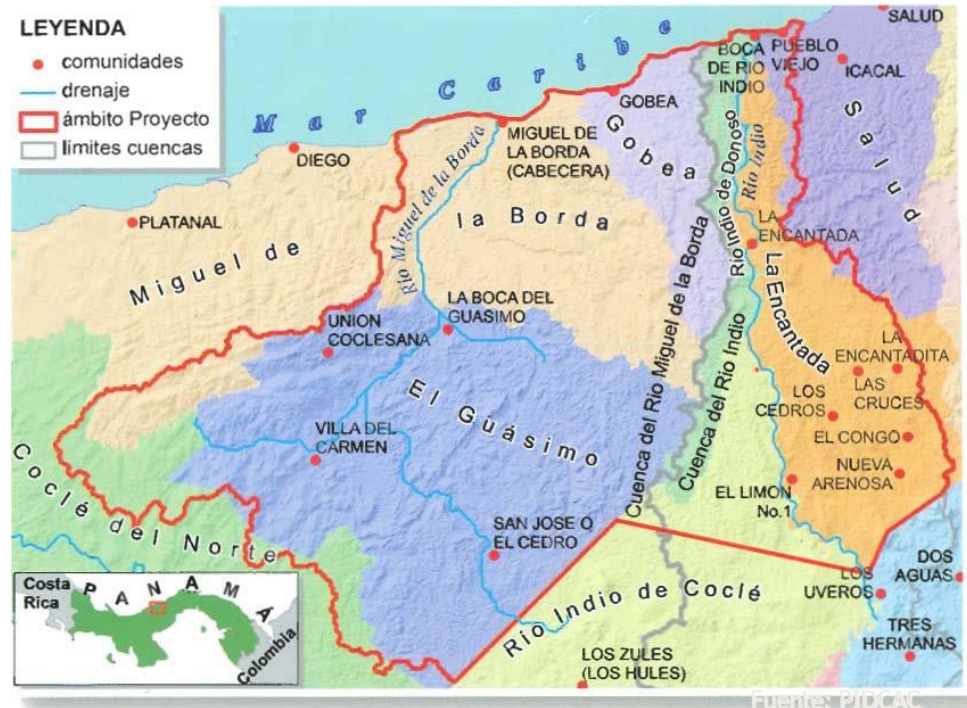 LEYENDA
comunidades
drenaje
ámbito Proyecto
límites cuencas
Mar Caribe
SALUD
BOCA
DE RIO
INDIO
PUEBLO
VIEJO
ICACAL
Salud
GOBEA
Gobea
DIEGO
MIGUEL DE
LA BORDA
(CABECERA)
PLATANAL
Miguel de
la Borda
Río Miguel de la Borda
Río Indio de Donoso
Río Indio
LA
ENCANTADA
La Encantada
UNION
COCLESANA
LA BOCA DEL
GUASIMO
El Guásimo
Cuenca del Rio Miguel de la Borda
Cuenca del Río Indio
LA
ENCANTADITA
LOS
CEDROS
LAS
CRUCES
EL CONGO
NUEVA
ARENOSA
VILLA DEL
CARMEN
EL LIMON
No.1
Coclé del Norte
SAN JOSE O
EL CEDRO
Río Indio de Coclé
LOS
UVEROS
DOS
AGUAS
TRES
HERMANAS
LOS ZULES
(LOS HULES)
Costa
Rica
PANAMA
Colombia
Fuente: PIDCAC